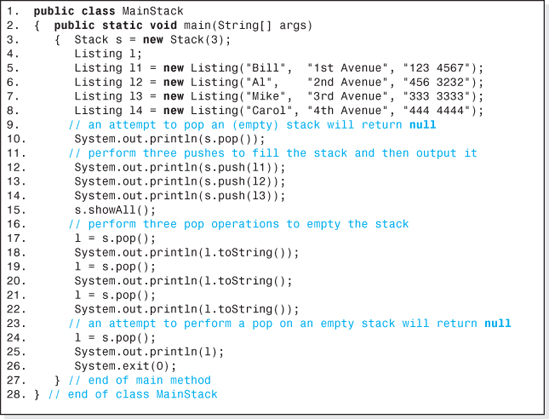 1. public class MainStack
2. { public static void main(String[] args)
3. { Stack s = new Stack(3);
4. Listing l;
5. Listing l1 = new Listing("Bill", "1st Avenue", "123 4567");
6. Listing l2 = new Listing("Al", "2nd Avenue", "456 3232");
7. Listing l3 = new Listing("Mike", "3rd Avenue", "333 3333");
8. Listing l4 = new Listing("Carol", "4th Avenue", "444 4444");
9. // an attempt to pop an (empty) stack will return null
10. System.out.println(s.pop());
11. // perform three pushes to fill the stack and then output it
12. System.out.println(s.push(l1));
13. System.out.println(s.push(l2));
14. System.out.println(s.push(l3));
15. s.showAll();
16. // perform three pop operations to empty the stack
17. l = s.pop();
18. System.out.println(l.toString());
19. l = s.pop();
20. System.out.println(l.toString();
21. l = s.pop();
22. System.out.println(l.toString());
23. // an attempt to perform a pop on an empty stack will return null
24. l = s.pop();
25. System.out.println(l);
26. System.exit(0);
27. } // end of main method
28. } // end of class MainStack